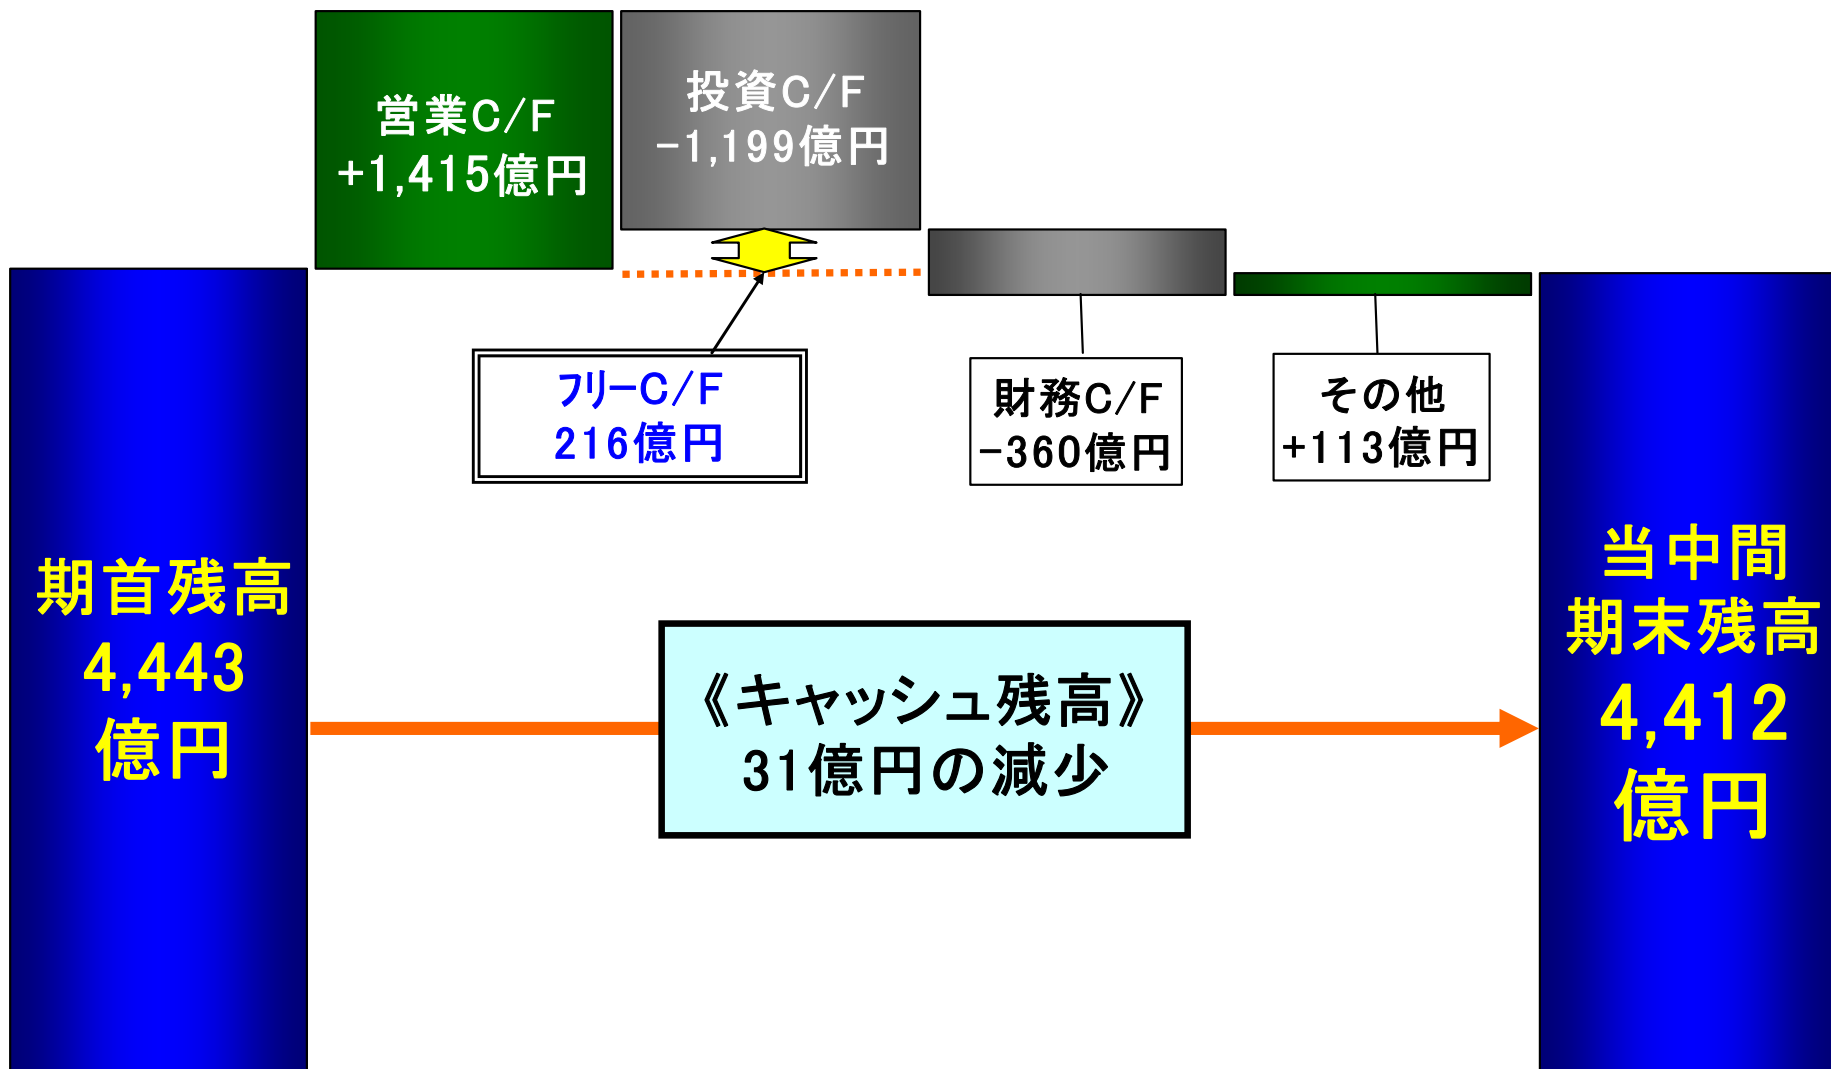 営業C/F
+1,415億円
投資C/F
-1,199億円
ﾌﾘｰC/F
216億円
財務C/F
-360億円
その他
+113億円
期首残高
4,443
億円
《キャッシュ残高》
31億円の減少
当中間
期末残高
4,412
億円